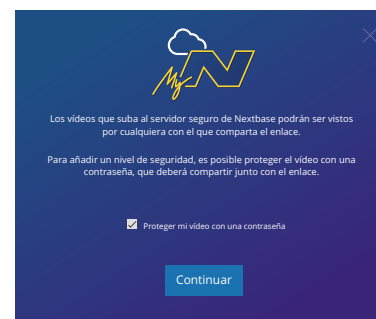 My N
Los vídeos que suba al servidor seguro de Nextbase podrán ser vistos
por cualquiera con el que comparta el enlace.
Para añadir un nivel de seguridad, es posible proteger el vídeo con una
contraseña, que deberá compartir junto con el enlace.
Proteger mi vídeo con una contraseña
Continuar